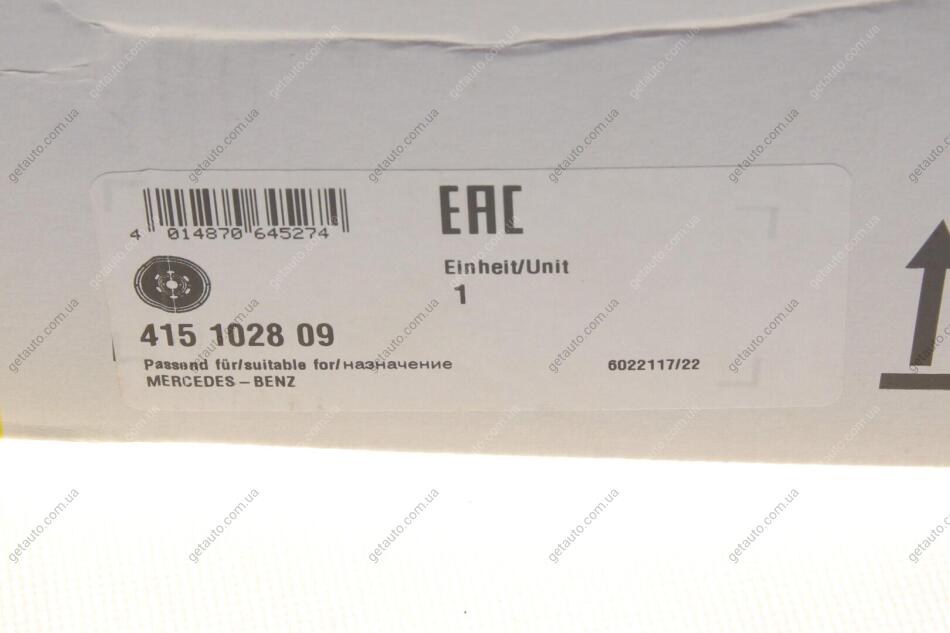 EAC
4 014870 645274
Einheit/Unit
1
415 1028 09
Passend für/suitable for/назначение
6022117/22
MERCEDES – BENZ
getauto.com.ua